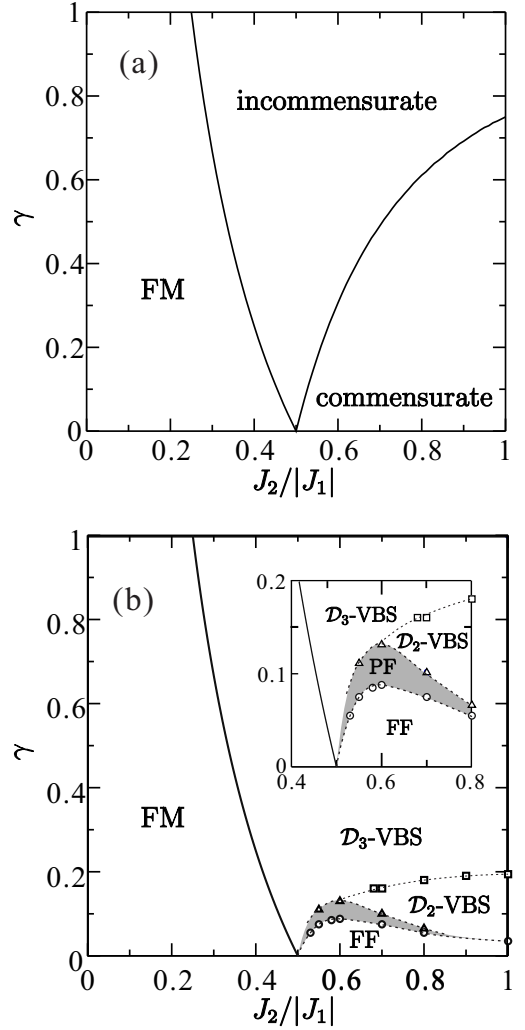 1
(a)
0.8
incommensurate
0.6
γ
0.4
FM
0.2
commensurate
0
0 0.2 0.4 0.6 0.8 1
J₂/|J₁|
1
(b)
0.2
𝒟₃-VBS
0.8
𝒟₂-VBS
PF
0.1
0.6
FF
γ
0
0.4 0.6 0.8
0.4
FM
𝒟₃-VBS
0.2
𝒟₂-VBS
FF
0
0 0.2 0.4 0.6 0.8 1
J₂/|J₁|